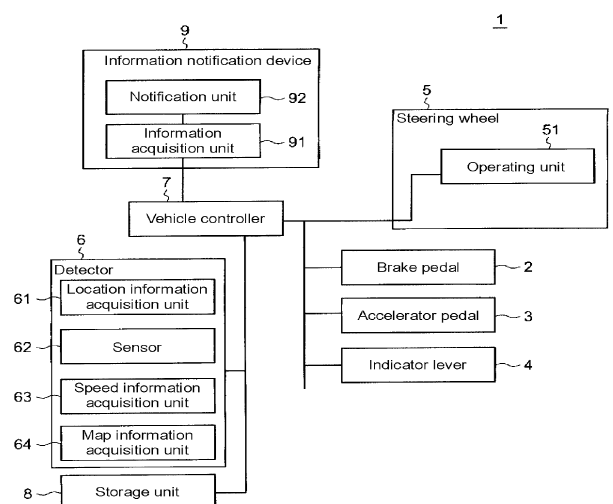 1
9
Information notification device
Notification unit
92
Information
acquisition unit
91
5
Steering wheel
51
Operating unit
7
Vehicle controller
6
Detector
61
Location information
acquisition unit
62
Sensor
63
Speed information
acquisition unit
64
Map information
acquisition unit
8
Storage unit
Brake pedal
2
Accelerator pedal
3
Indicator lever
4